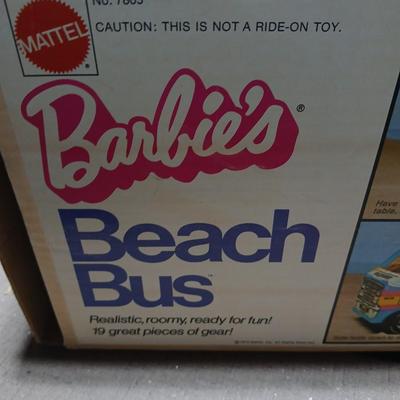 MATTEL
CAUTION: THIS IS NOT A RIDE-ON TOY.
Barbie's®
Beach
Bus™
Realistic, roomy, ready for fun!
19 great pieces of gear!
Have
table,